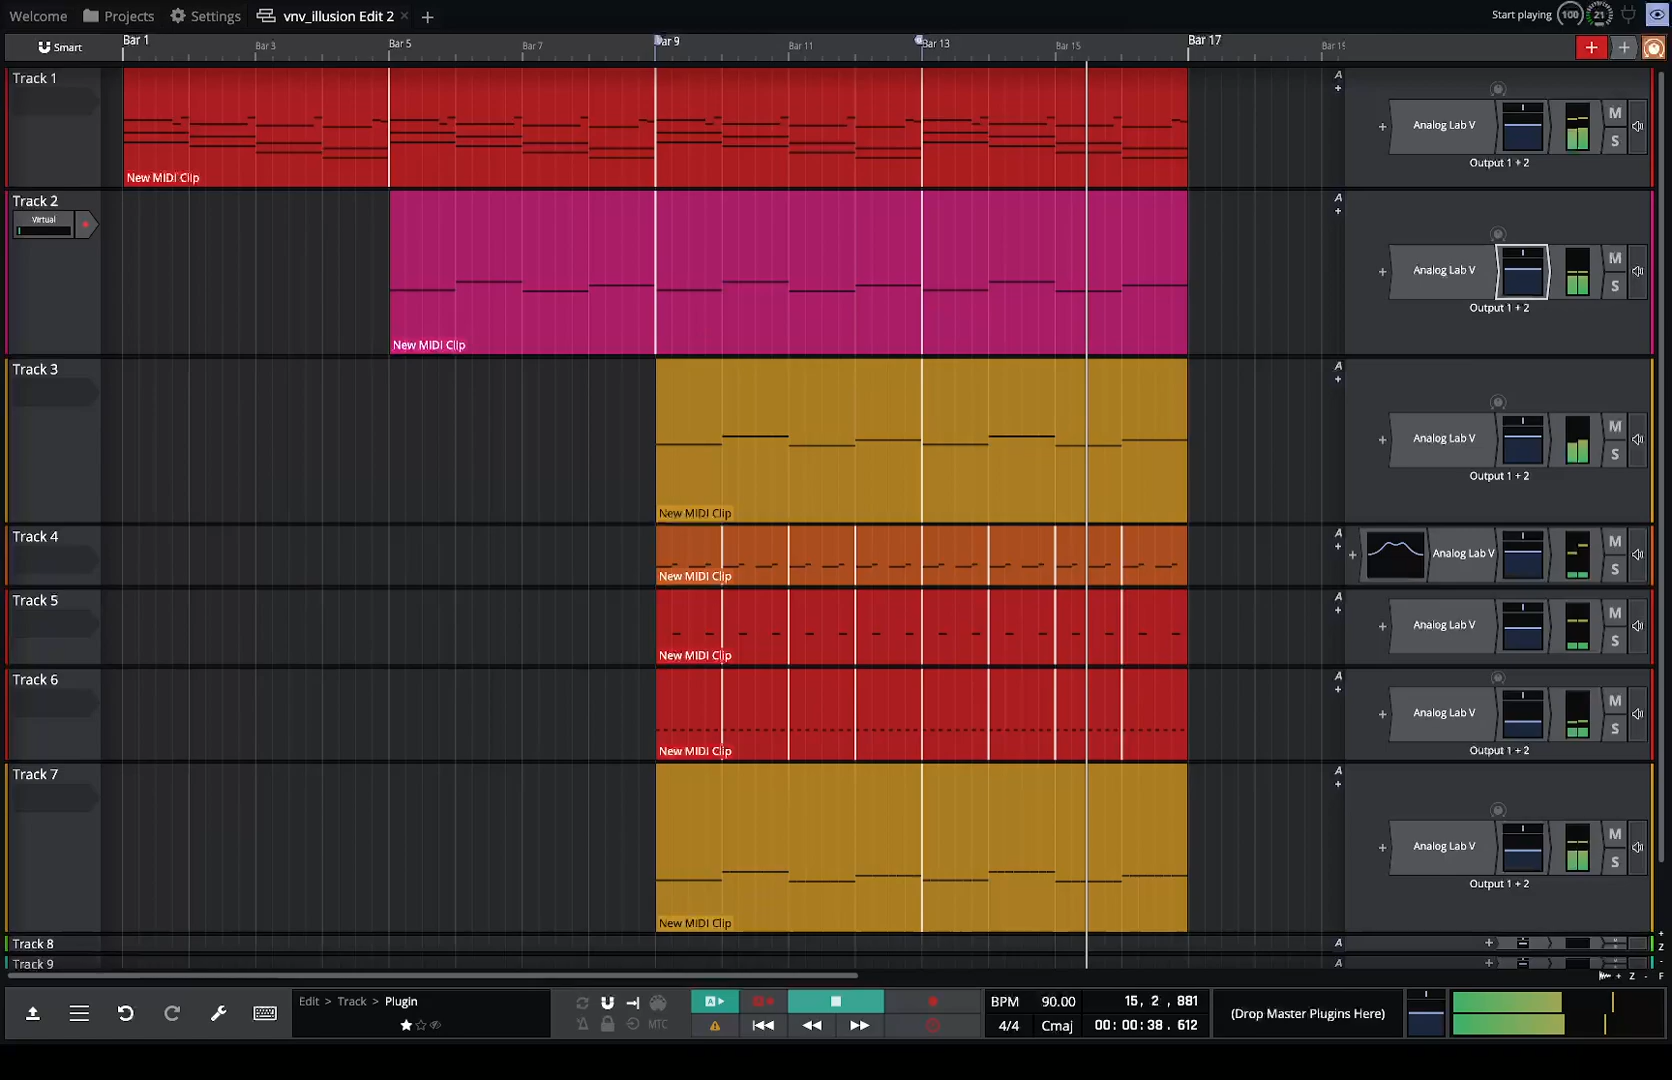 Welcome Projects Settings vnv_illusion Edit 2 × + Start playing 100 21
Smart Bar 1 Bar 3 Bar 5 Bar 7 Bar 9 Bar 11 Bar 13 Bar 15 Bar 17 Bar 19
Track 1
A
Analog Lab V
M
S
Output 1 + 2
New MIDI Clip
Track 2
A
Virtual
Analog Lab V
M
S
Output 1 + 2
New MIDI Clip
Track 3
A
Analog Lab V
M
S
Output 1 + 2
New MIDI Clip
Track 4
A
Analog Lab V
M
S
New MIDI Clip
Track 5
A
Analog Lab V
M
S
New MIDI Clip
Track 6
A
Analog Lab V
M
S
Output 1 + 2
New MIDI Clip
Track 7
A
Analog Lab V
M
S
Output 1 + 2
New MIDI Clip
Track 8
A
Z
Track 9
A
Z - F
Edit > Track > Plugin
MTC
A
BPM 90.00 15, 2, 881
4/4 Cmaj 00: 00: 38. 612
(Drop Master Plugins Here)